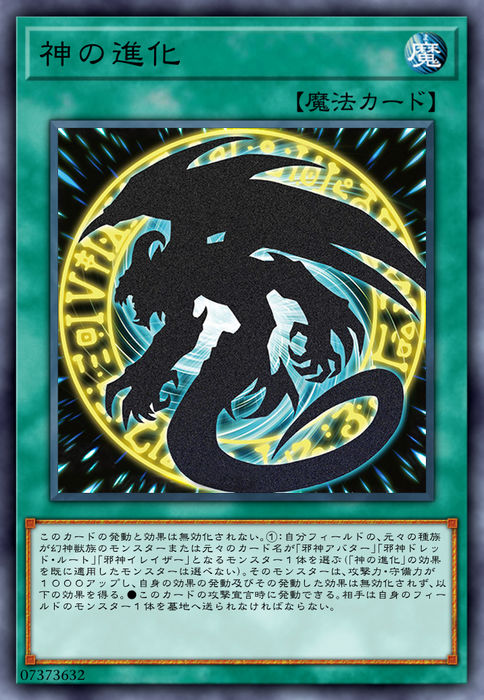 神の進化
魔
【魔法カード】
このカードの発動と効果は無効化されない。①:自分フィールドの、元々の種族
が幻神獣族のモンスターまたは元々のカード名が「邪神アバター」「邪神ドレッ
ド・ルート」「邪神イレイザー」となるモンスター1体を選ぶ(「神の進化」の効果
を既に適用したモンスターは選べない)。そのモンスターは、攻撃力・守備力が
1000アップし、自身の効果の発動及びその発動した効果は無効化されず、以
下の効果を得る。●このカードの攻撃宣言時に発動できる。相手は自身のフィー
ルドのモンスター1体を墓地へ送られなければならない。
07373632